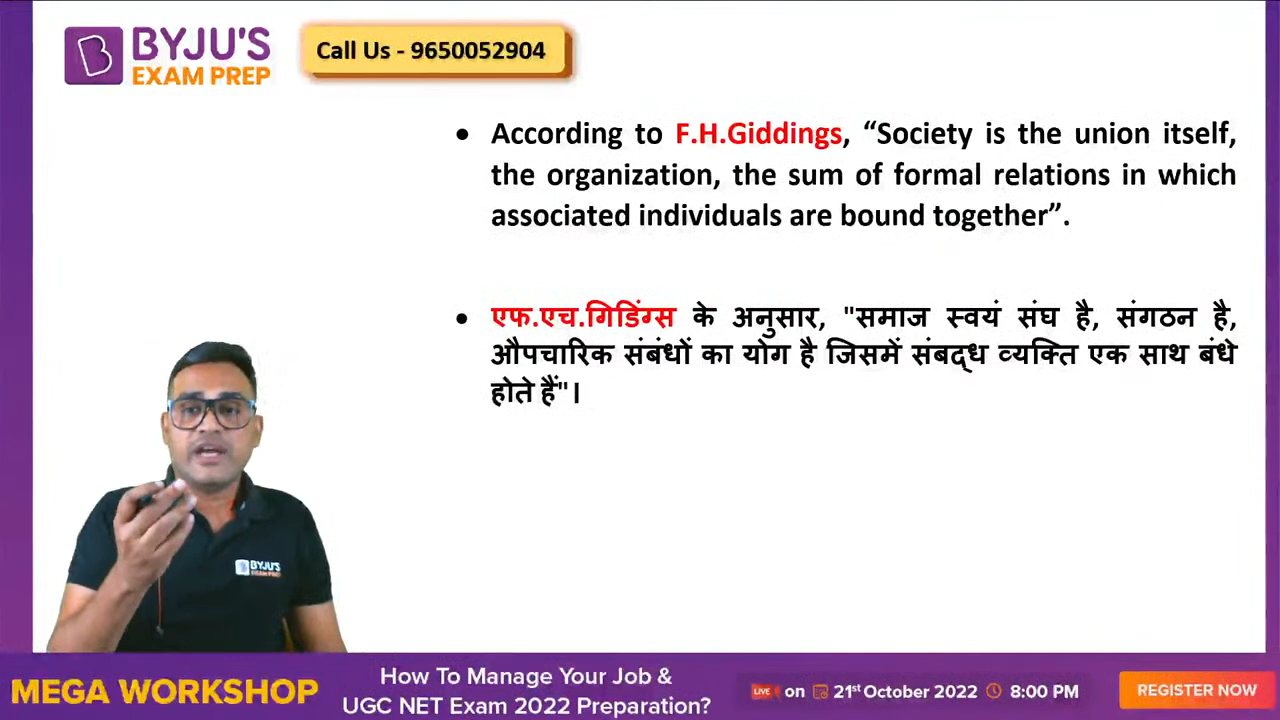 BYJU'S
EXAM PREP
Call Us - 9650052904
• According to F.H.Giddings, “Society is the union itself,
the organization, the sum of formal relations in which
associated individuals are bound together”.
• एफ.एच.गिडिंग्स के अनुसार, "समाज स्वयं संघ है, संगठन है,
औपचारिक संबंधों का योग है जिसमें संबद्ध व्यक्ति एक साथ बंधे
होते हैं"।
BYJU'S
EXAM PREP
MEGA WORKSHOP
How To Manage Your Job &
UGC NET Exam 2022 Preparation?
LIVE on 21st October 2022 8:00 PM
REGISTER NOW